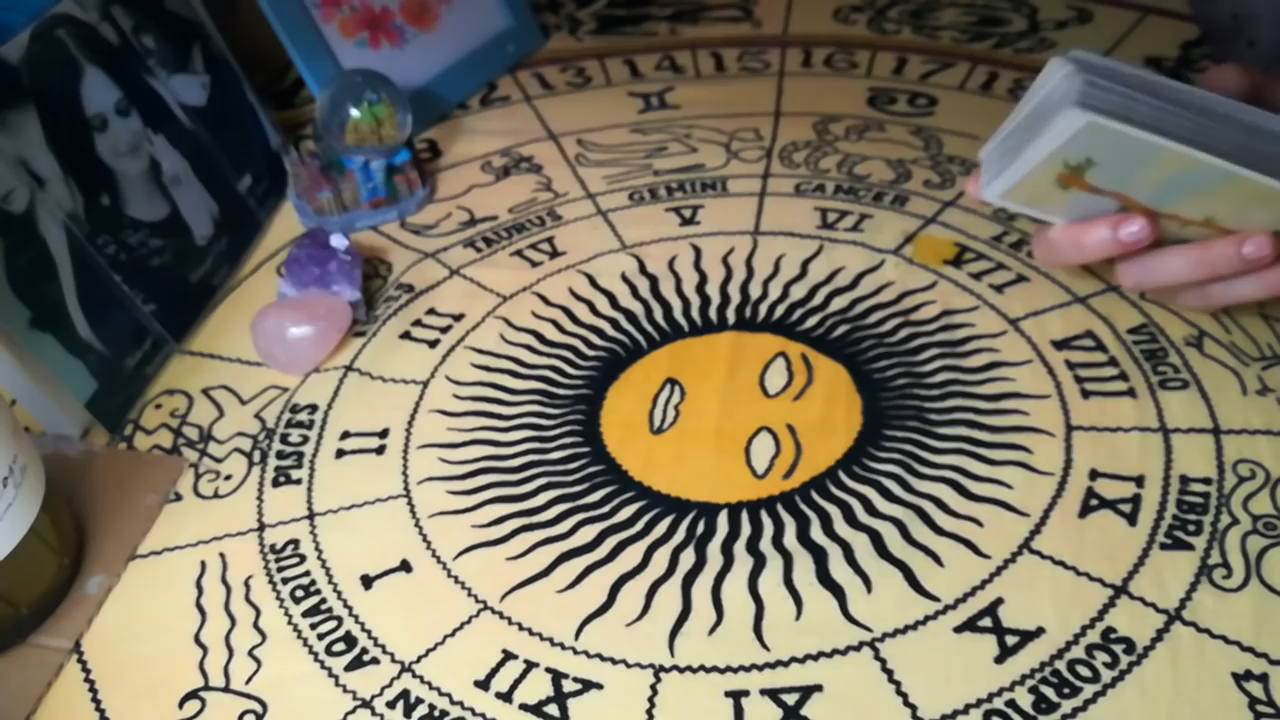 13 14 15 16 17 18
GEMINI
CANCER
TAURUS
V
VI
IV
VII
III
VIII
VIRGO
PISCES
II
IX
LIBRA
AQUARIUS
I
X
SCORPIO
XII
XI